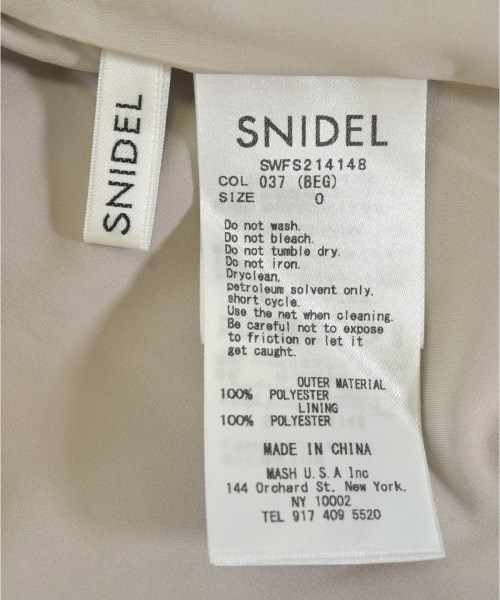 SNIDEL
SNIDEL
SWFS214148
COL 037 (BEG)
SIZE 0
Do not wash.
Do not bleach.
Do not tumble dry.
Do not iron.
Dryclean,
petroleum solvent only,
short cycle.
Use the net when cleaning.
Be careful not to expose
to friction or let it
get caught.
OUTER MATERIAL
100% POLYESTER
LINING
100% POLYESTER
MADE IN CHINA
MASH U.S.A Inc
144 Orchard St, New York,
NY 10002
TEL 917 409 5520